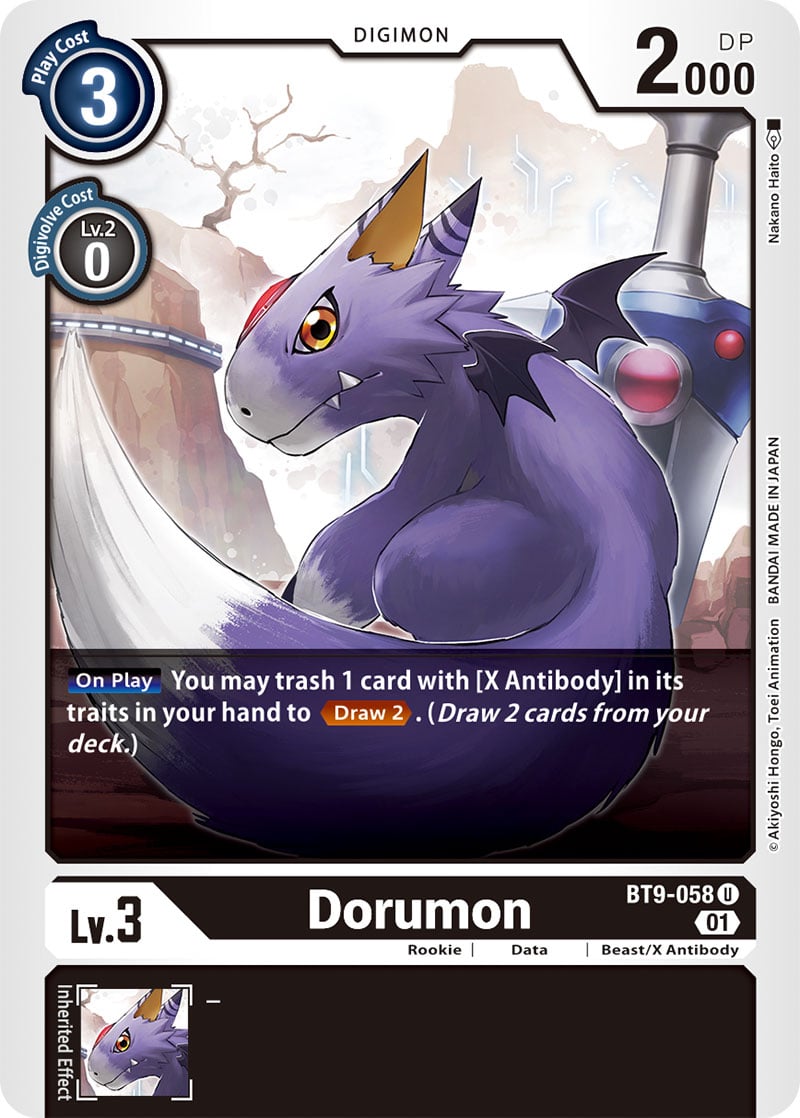 DIGIMON
Play Cost
3
2000
DP
Digivolve Cost
Lv.2
0
Nakano Haito
On Play You may trash 1 card with [X Antibody] in its
traits in your hand to Draw 2 . (Draw 2 cards from your
deck.)
© Akiyoshi Hongo, Toei Animation BANDAI MADE IN JAPAN
Lv.3
Dorumon
BT9-058 U
01
Rookie | Data | Beast/X Antibody
Inherited Effect
–